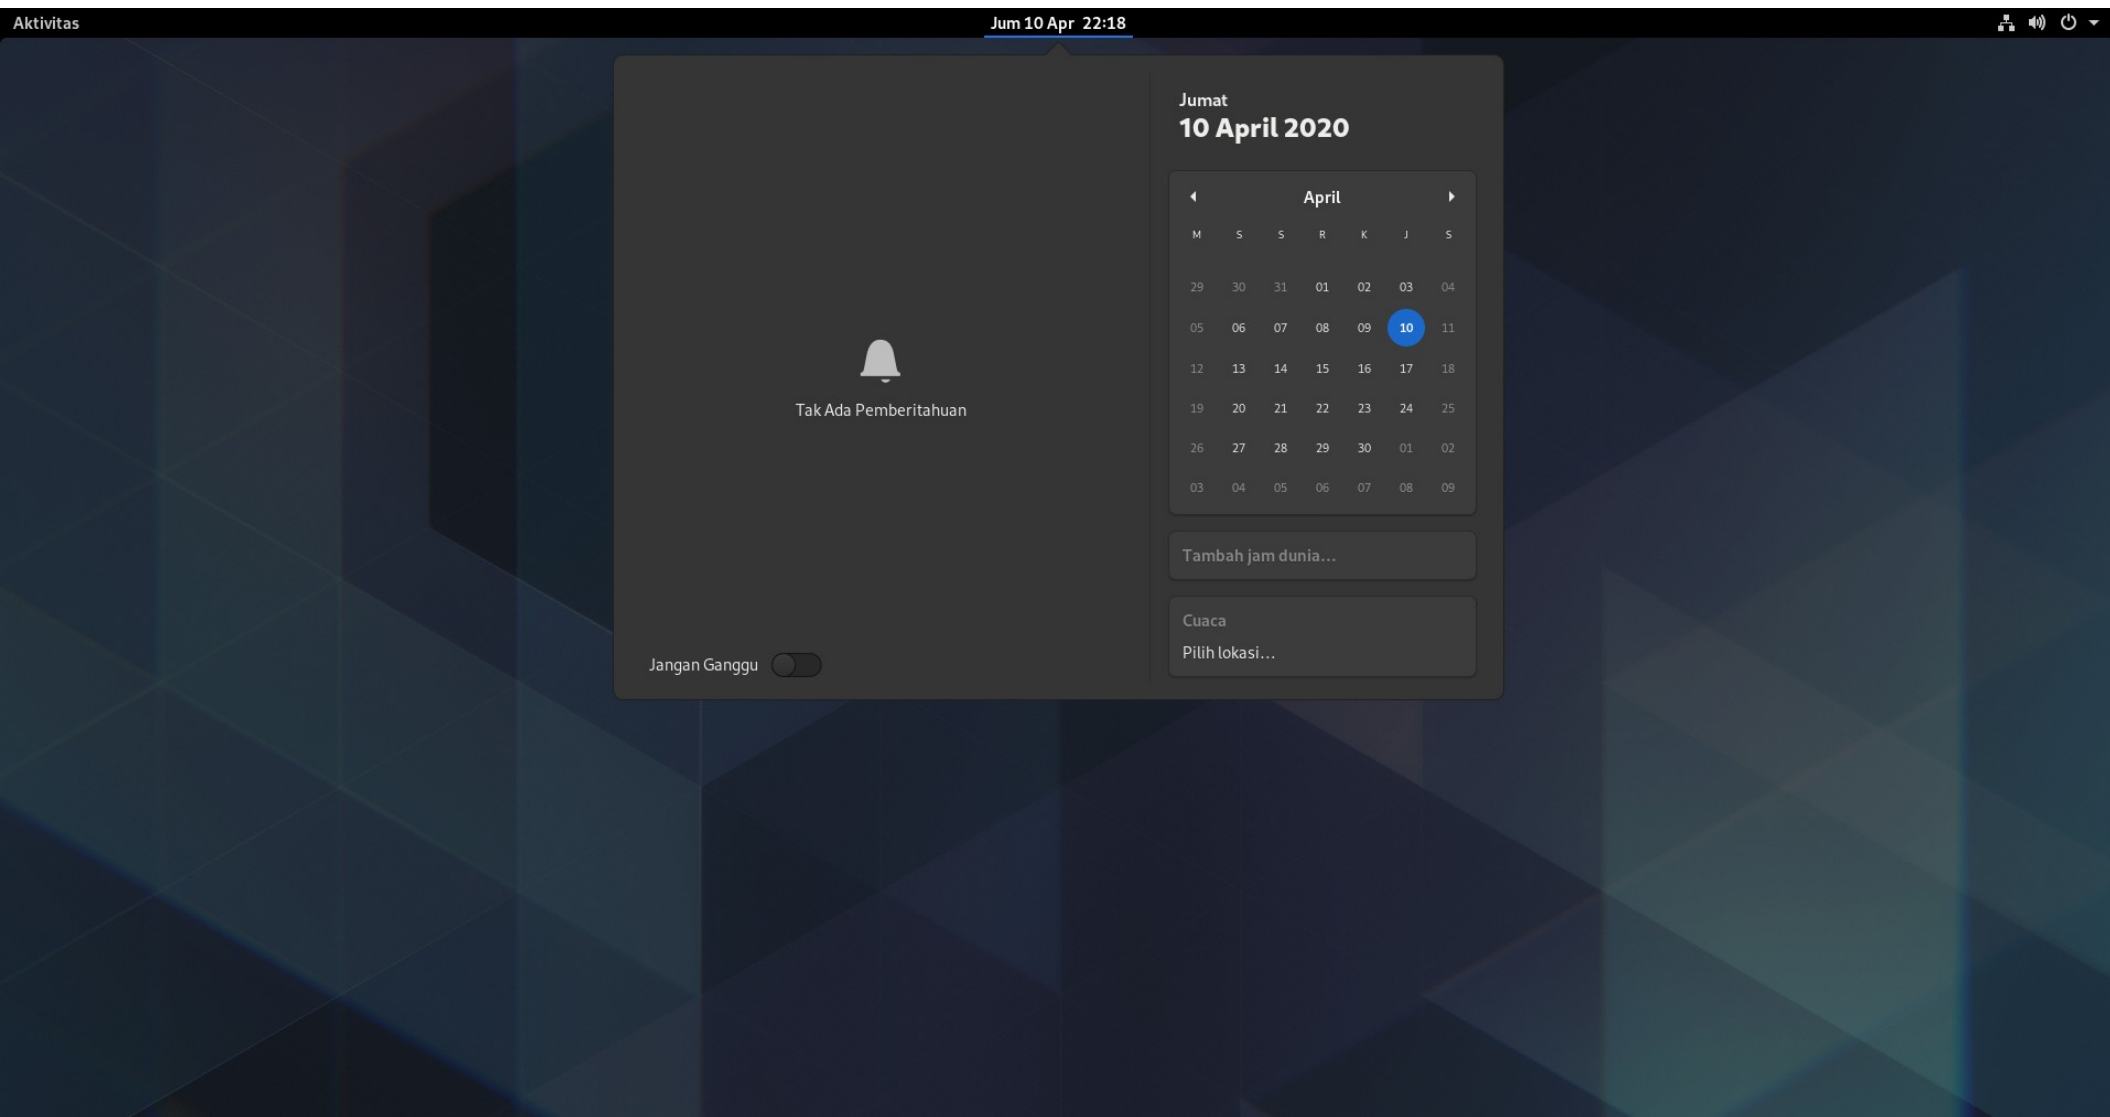 Aktivitas
Jum 10 Apr 22:18
Tak Ada Pemberitahuan
Jangan Ganggu
Jumat
10 April 2020
April
M S S R K J S
29 30 31 01 02 03 04
05 06 07 08 09 10 11
12 13 14 15 16 17 18
19 20 21 22 23 24 25
26 27 28 29 30 01 02
03 04 05 06 07 08 09
Tambah jam dunia...
Cuaca
Pilih lokasi...